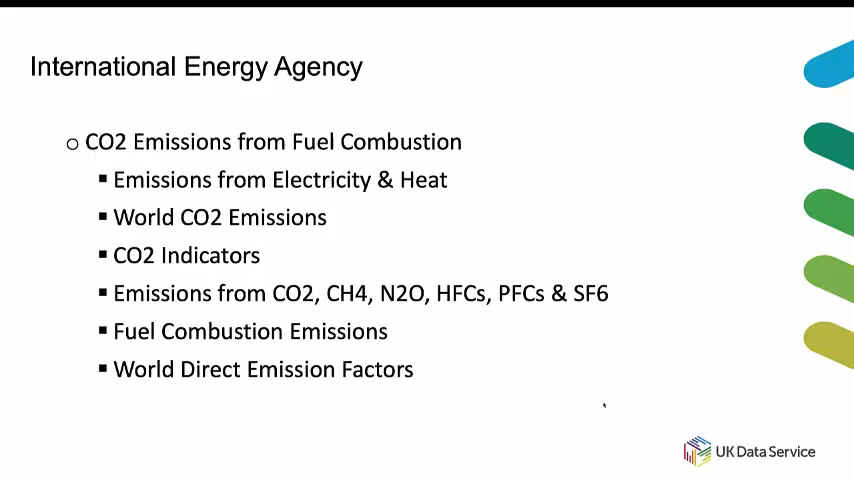 International Energy Agency
CO2 Emissions from Fuel Combustion
Emissions from Electricity & Heat
World CO2 Emissions
CO2 Indicators
Emissions from CO2, CH4, N2O, HFCs, PFCs & SF6
Fuel Combustion Emissions
World Direct Emission Factors
UK Data Service